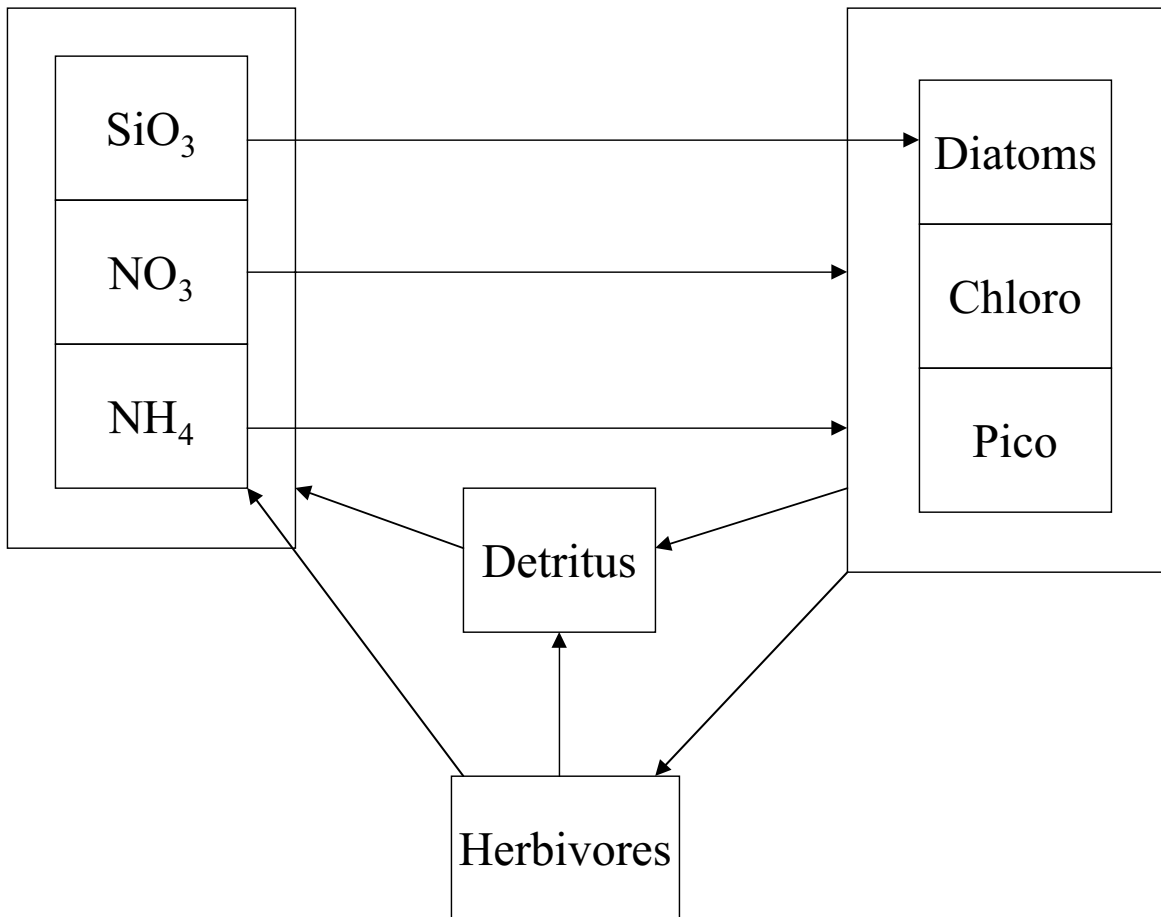 SiO₃
NO₃
NH₄
Diatoms
Chloro
Pico
Detritus
Herbivores